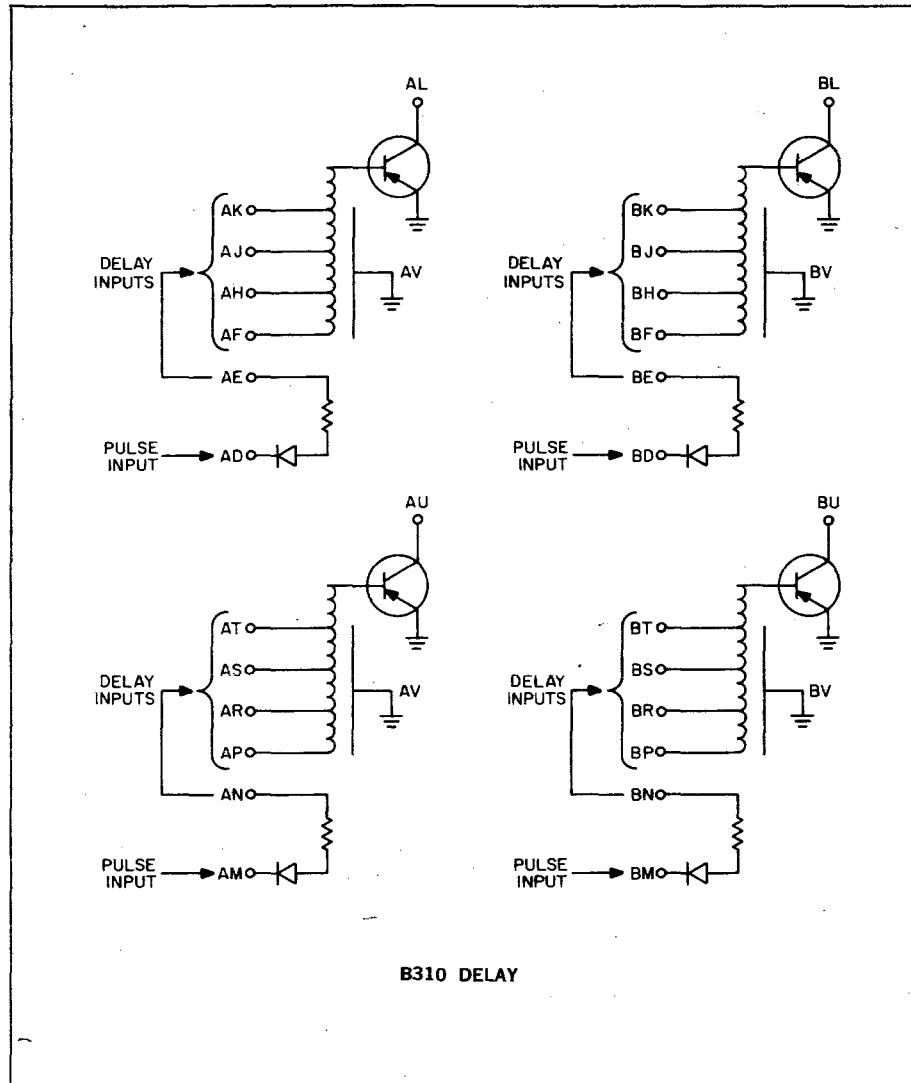 AL
AK
AJ
AH
AF
DELAY
INPUTS
AV
AE
PULSE
INPUT
AD
BL
BK
BJ
BH
BF
DELAY
INPUTS
BV
BE
PULSE
INPUT
BD
AU
AT
AS
AR
AP
DELAY
INPUTS
AV
AN
PULSE
INPUT
AM
BU
BT
BS
BR
BP
DELAY
INPUTS
BV
BN
PULSE
INPUT
BM
B310 DELAY